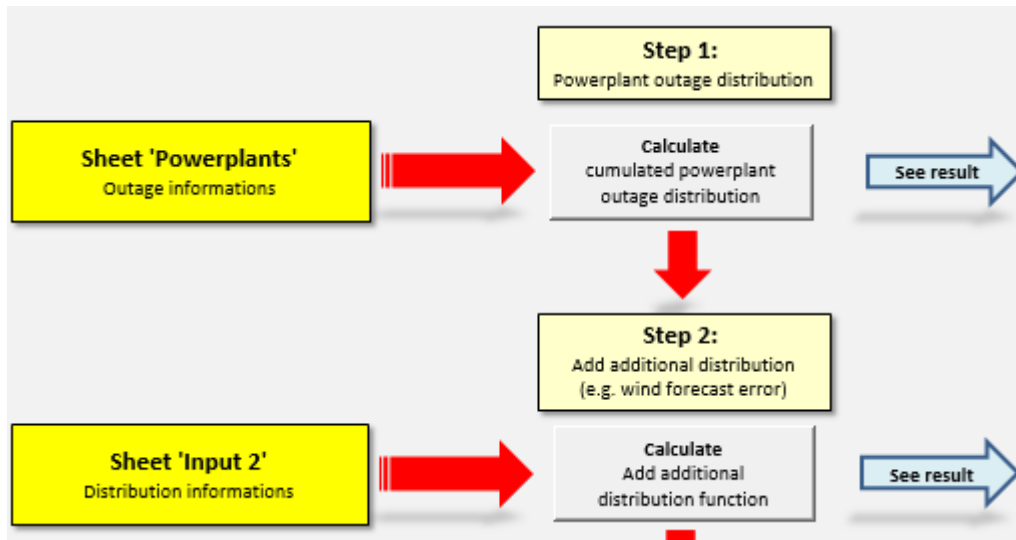 Step 1:
Powerplant outage distribution
Sheet 'Powerplants'
Outage informations
Calculate
cumulated powerplant
outage distribution
See result
Step 2:
Add additional distribution
(e.g. wind forecast error)
Sheet 'Input 2'
Distribution informations
Calculate
Add additional
distribution function
See result